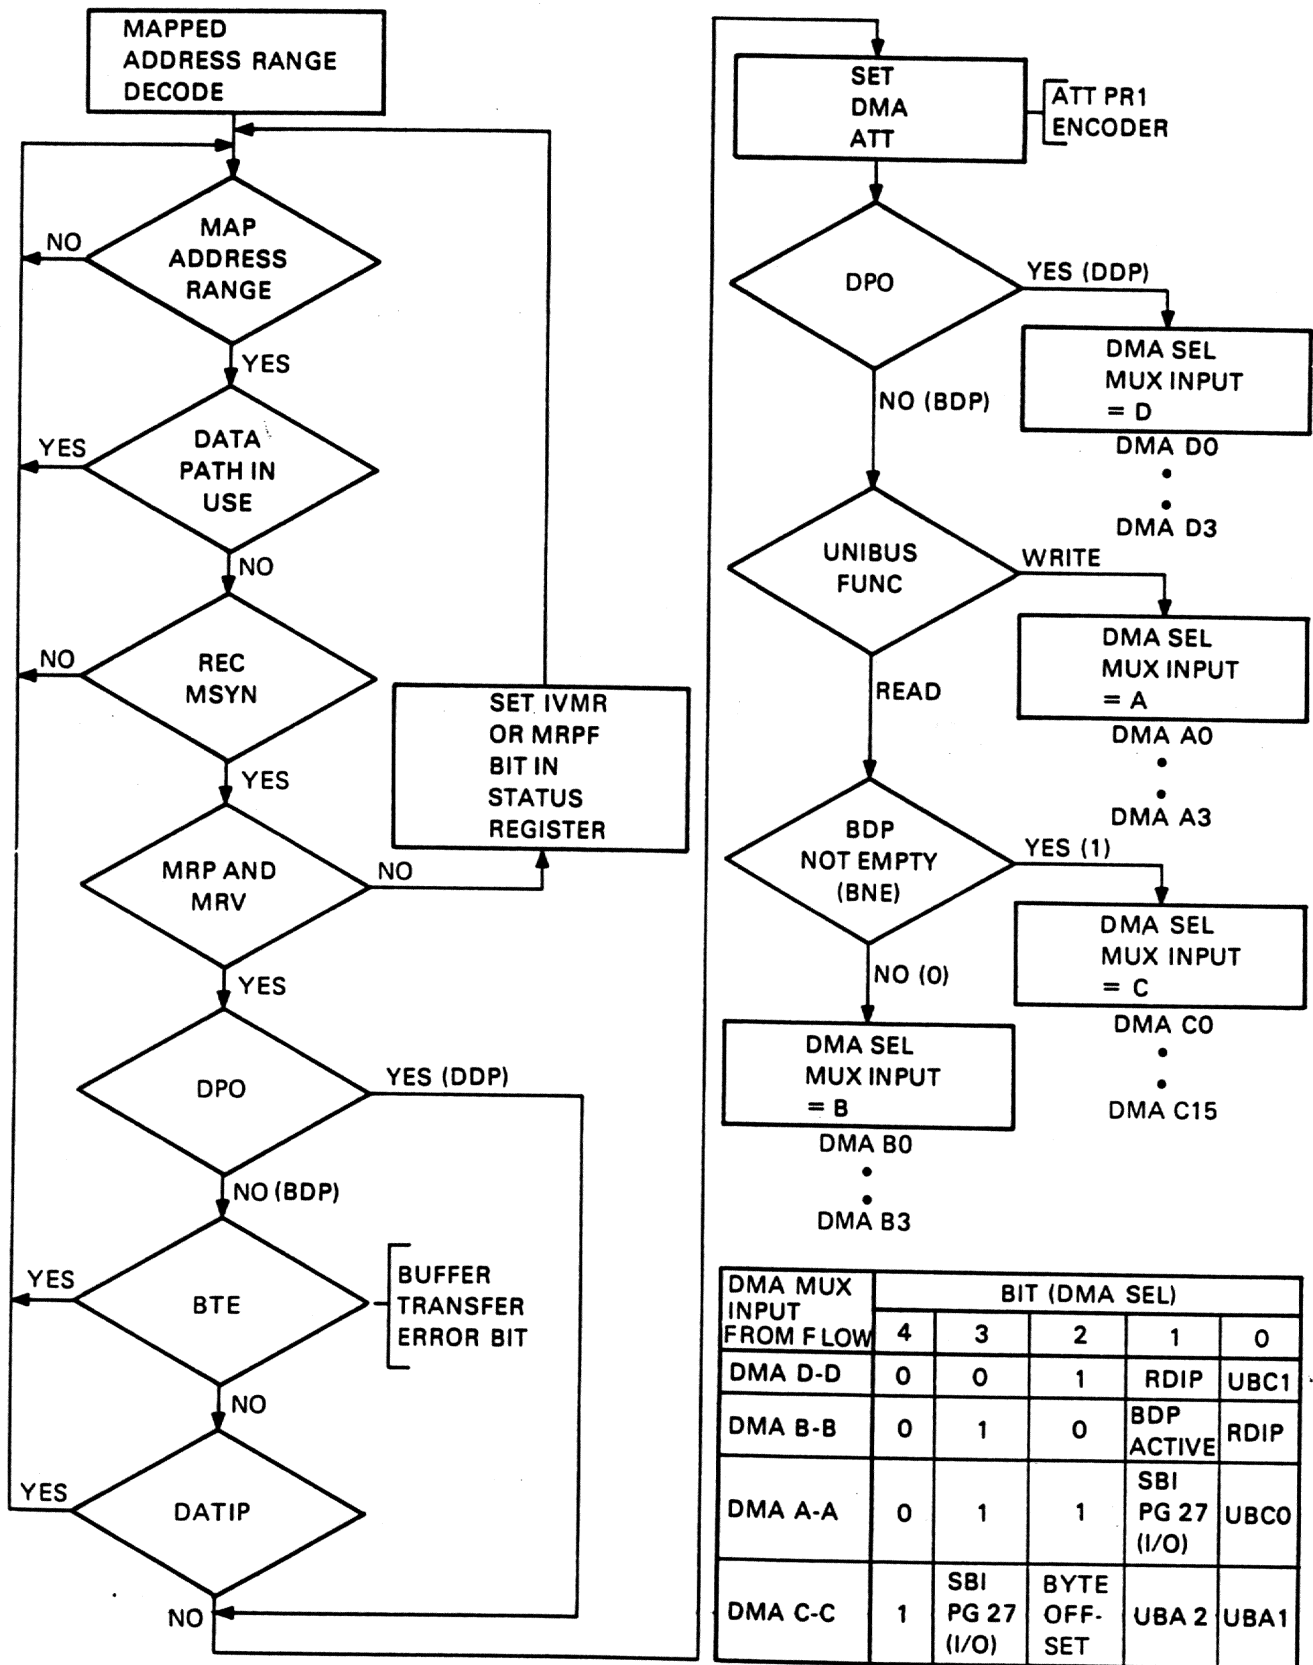 MAPPED
ADDRESS RANGE
DECODE
MAP
ADDRESS
RANGE
NO
YES
DATA
PATH IN
USE
YES
NO
REC
MSYN
NO
YES
SET IVMR
OR MRPF
BIT IN
STATUS
REGISTER
MRP AND
MRV
NO
YES
DPO
YES (DDP)
NO (BDP)
BTE
YES
BUFFER
TRANSFER
ERROR BIT
NO
DATIP
YES
NO
SET
DMA
ATT
ATT PR1
ENCODER
DPO
YES (DDP)
DMA SEL
MUX INPUT
= D
DMA D0
•
•
DMA D3
NO (BDP)
UNIBUS
FUNC
WRITE
DMA SEL
MUX INPUT
= A
DMA A0
•
•
DMA A3
READ
BDP
NOT EMPTY
(BNE)
YES (1)
DMA SEL
MUX INPUT
= C
DMA C0
•
•
DMA C15
NO (0)
DMA SEL
MUX INPUT
= B
DMA B0
•
•
DMA B3
DMA MUX
INPUT
FROM FLOW
BIT (DMA SEL)
4 3 2 1 0
DMA D-D 0 0 1 RDIP UBC1
DMA B-B 0 1 0 BDP ACTIVE RDIP
DMA A-A 0 1 1 SBI PG 27 (I/O) UBC0
DMA C-C 1 SBI PG 27 (I/O) BYTE OFF-SET UBA 2 UBA1